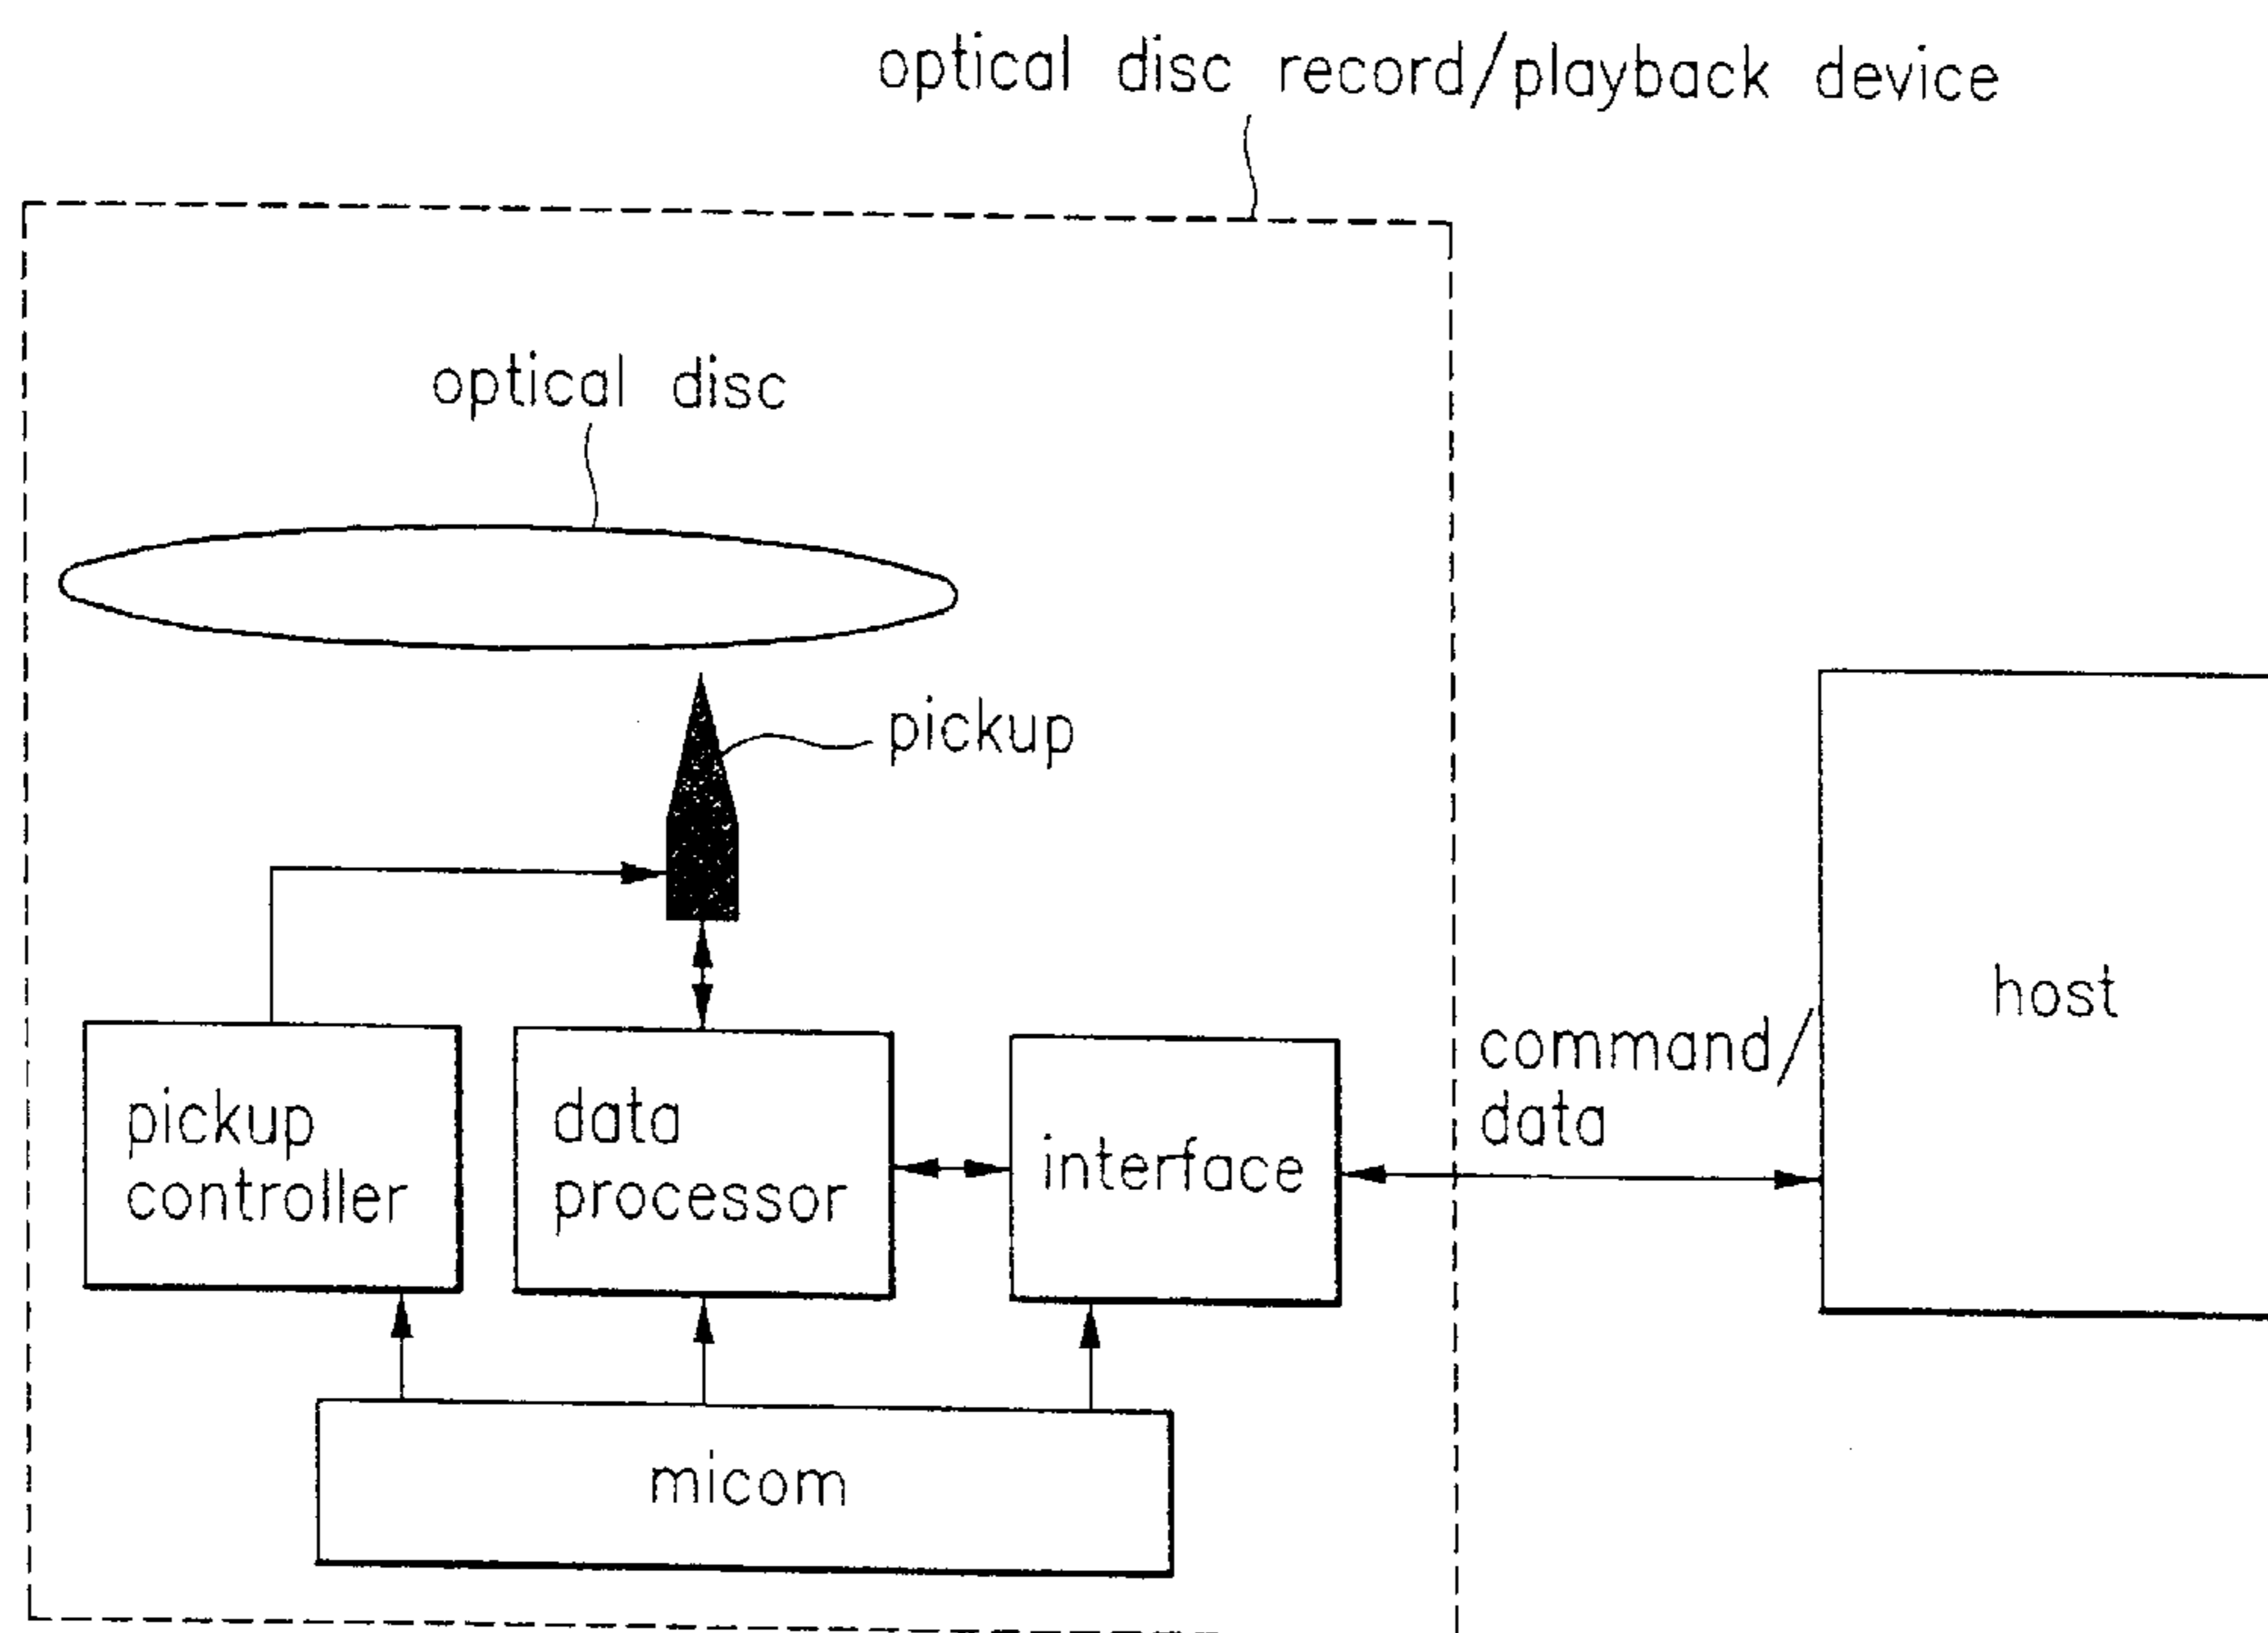 optical disc record/playback device
optical disc
pickup
host
command/
data
pickup
controller
data
processor
interface
micom